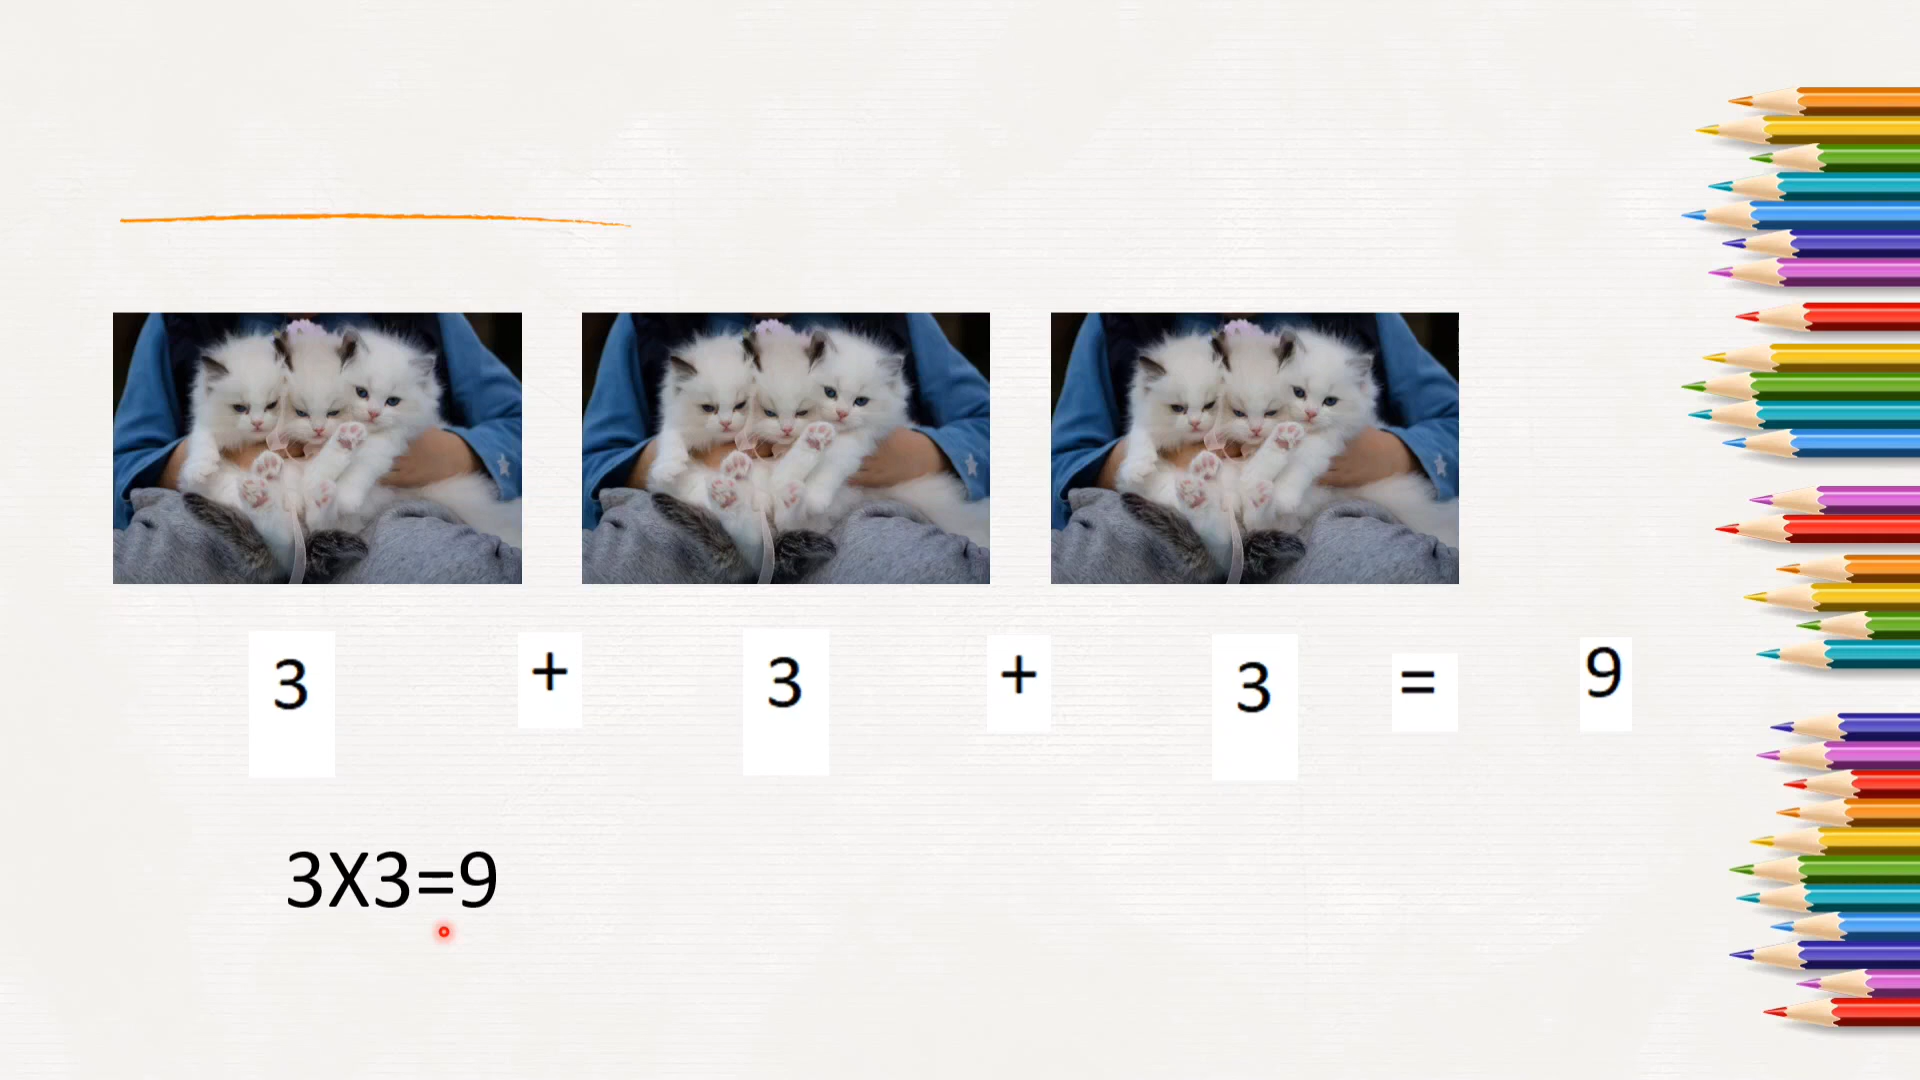 3 + 3 + 3 = 9
3X3=9